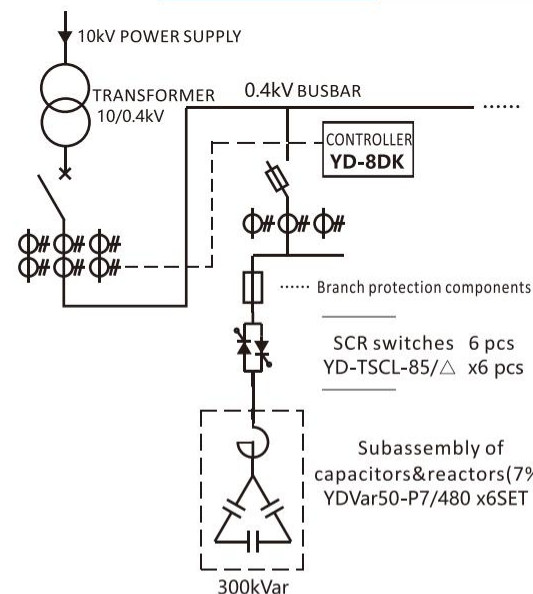 10kV POWER SUPPLY
TRANSFORMER
10/0.4kV
0.4kV BUSBAR
CONTROLLER
YD-8DK
Branch protection components
SCR switches 6 pcs
YD-TSCL-85/△ x6 pcs
Subassembly of
capacitors&reactors(7%
YDVar50-P7/480 x6SET
300kVar